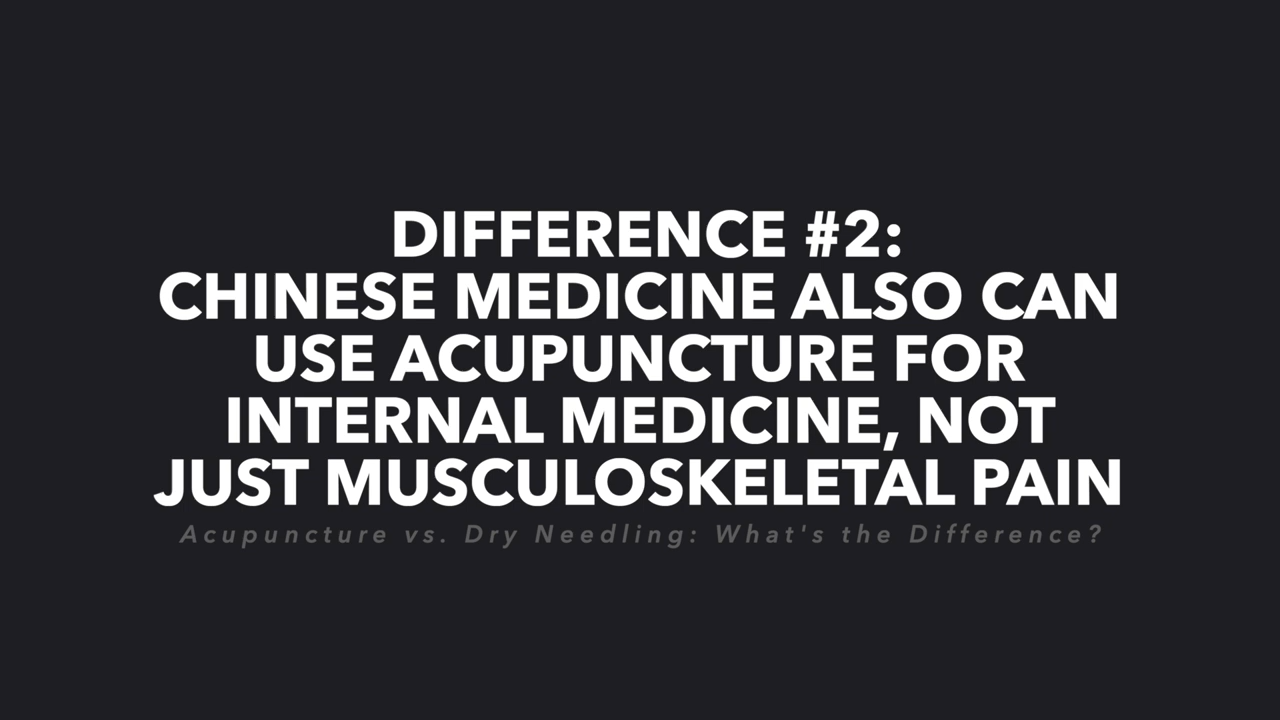 DIFFERENCE #2:
CHINESE MEDICINE ALSO CAN
USE ACUPUNCTURE FOR
INTERNAL MEDICINE, NOT
JUST MUSCULOSKELETAL PAIN
Acupuncture vs. Dry Needling: What's the Difference?